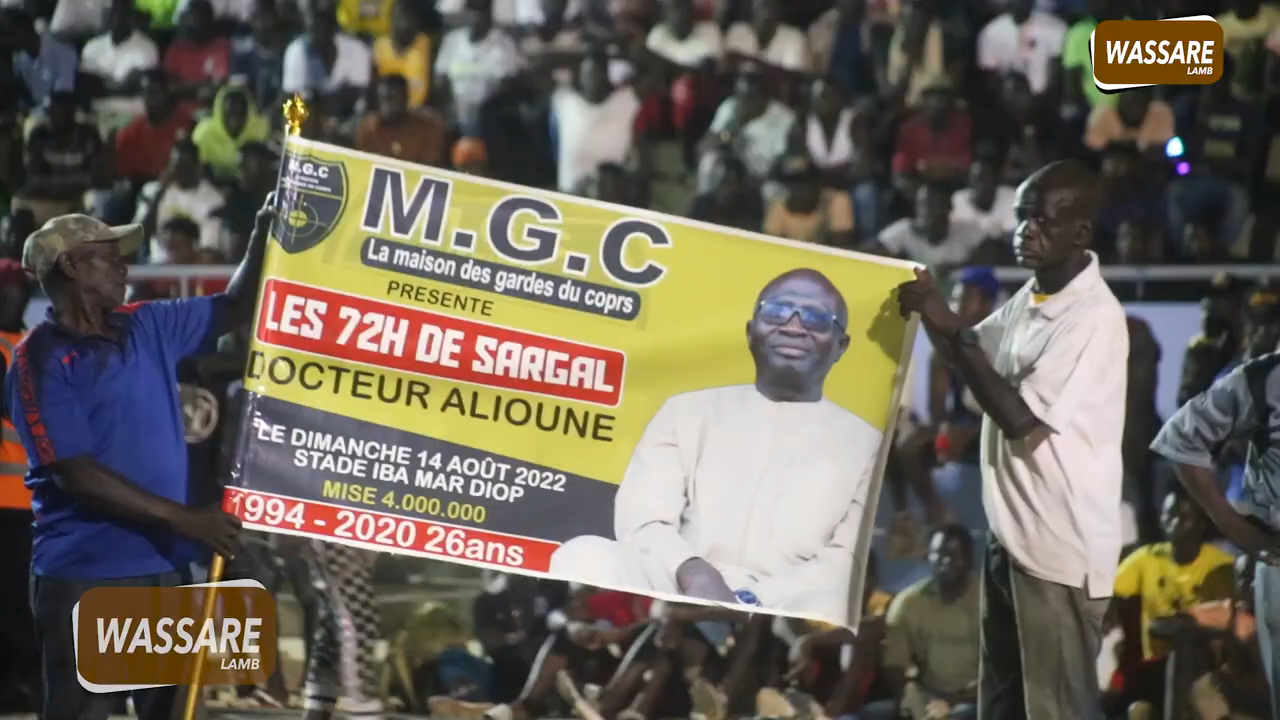 WASSARE
LAMB
M.G.C
M.G.C
La maison des gardes du coprs
PRESENTE
LES 72H DE SARGAL
DOCTEUR ALIOUNE
LE DIMANCHE 14 AOÛT 2022
STADE IBA MAR DIOP
MISE 4.000.000
1994 - 2020 26ans
WASSARE
LAMB